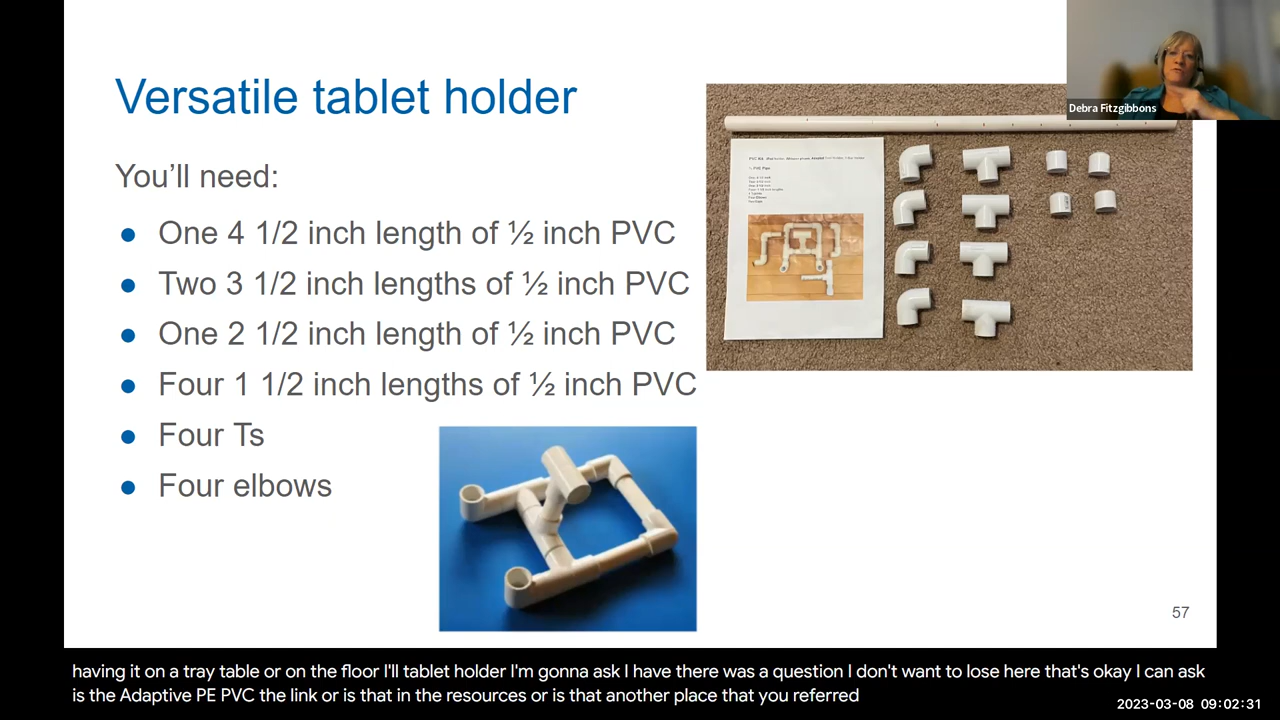 Versatile tablet holder
You'll need:
One 4 1/2 inch length of ½ inch PVC
Two 3 1/2 inch lengths of ½ inch PVC
One 2 1/2 inch length of ½ inch PVC
Four 1 1/2 inch lengths of ½ inch PVC
Four Ts
Four elbows
Debra Fitzgibbons
57
having it on a tray table or on the floor I'll tablet holder I'm gonna ask I have there was a question I don't want to lose here that's okay I can ask
is the Adaptive PE PVC the link or is that in the resources or is that another place that you referred
2023-03-08 09:02:31